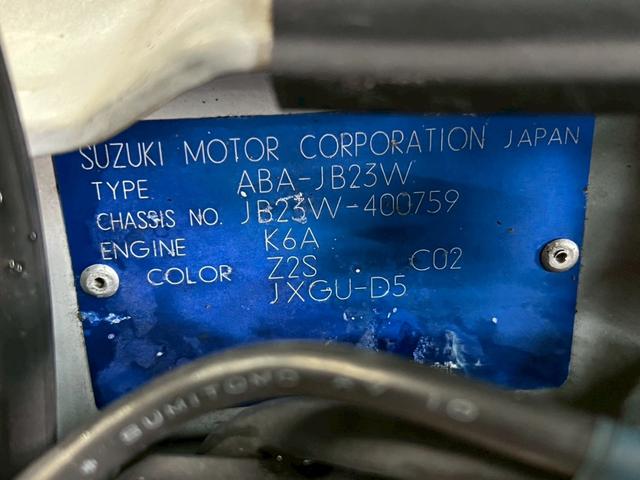 SUZUKI MOTOR CORPORATION JAPAN
TYPE ABA-JB23W
CHASSIS NO. JB23W-400759
ENGINE K6A
COLOR Z2S C02
JXGU-D5
* SUMITOMO